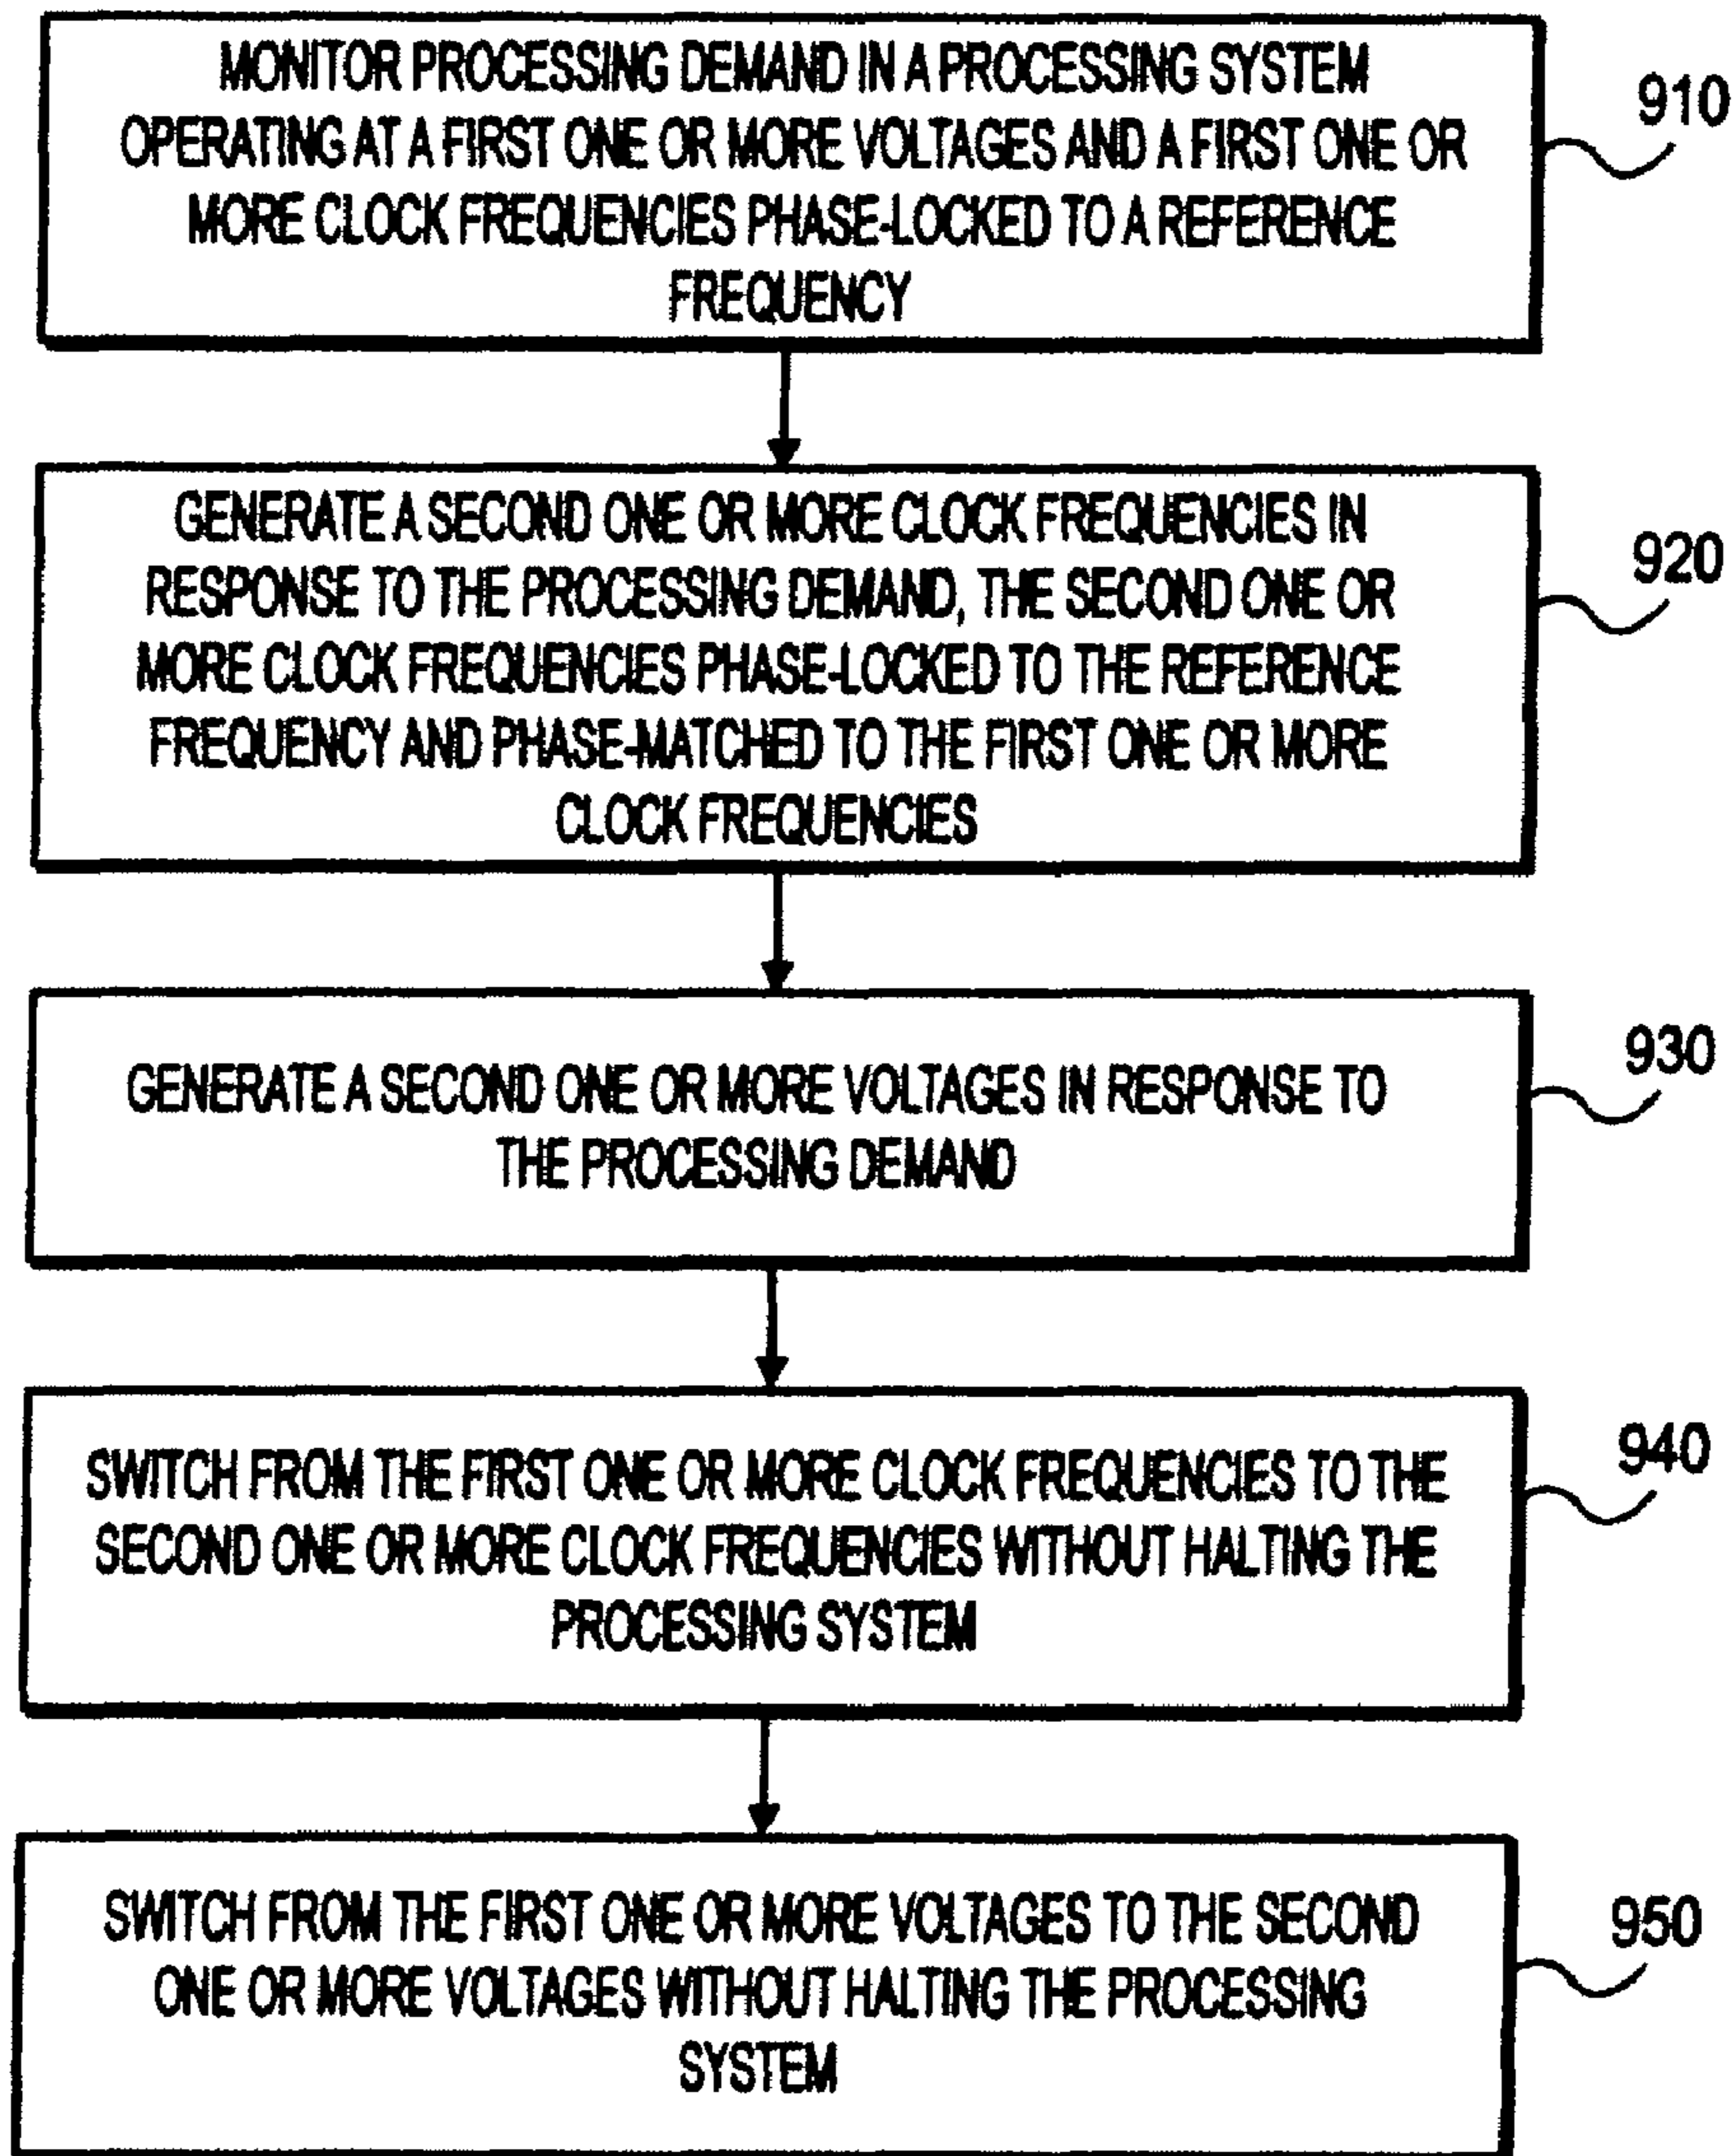 MONITOR PROCESSING DEMAND IN A PROCESSING SYSTEM
OPERATING AT A FIRST ONE OR MORE VOLTAGES AND A FIRST ONE OR
MORE CLOCK FREQUENCIES PHASE-LOCKED TO A REFERENCE
FREQUENCY
910
GENERATE A SECOND ONE OR MORE CLOCK FREQUENCIES IN
RESPONSE TO THE PROCESSING DEMAND, THE SECOND ONE OR
MORE CLOCK FREQUENCIES PHASE-LOCKED TO THE REFERENCE
FREQUENCY AND PHASE-MATCHED TO THE FIRST ONE OR MORE
CLOCK FREQUENCIES
920
GENERATE A SECOND ONE OR MORE VOLTAGES IN RESPONSE TO
THE PROCESSING DEMAND
930
SWITCH FROM THE FIRST ONE OR MORE CLOCK FREQUENCIES TO THE
SECOND ONE OR MORE CLOCK FREQUENCIES WITHOUT HALTING THE
PROCESSING SYSTEM
940
SWITCH FROM THE FIRST ONE OR MORE VOLTAGES TO THE SECOND
ONE OR MORE VOLTAGES WITHOUT HALTING THE PROCESSING
SYSTEM
950